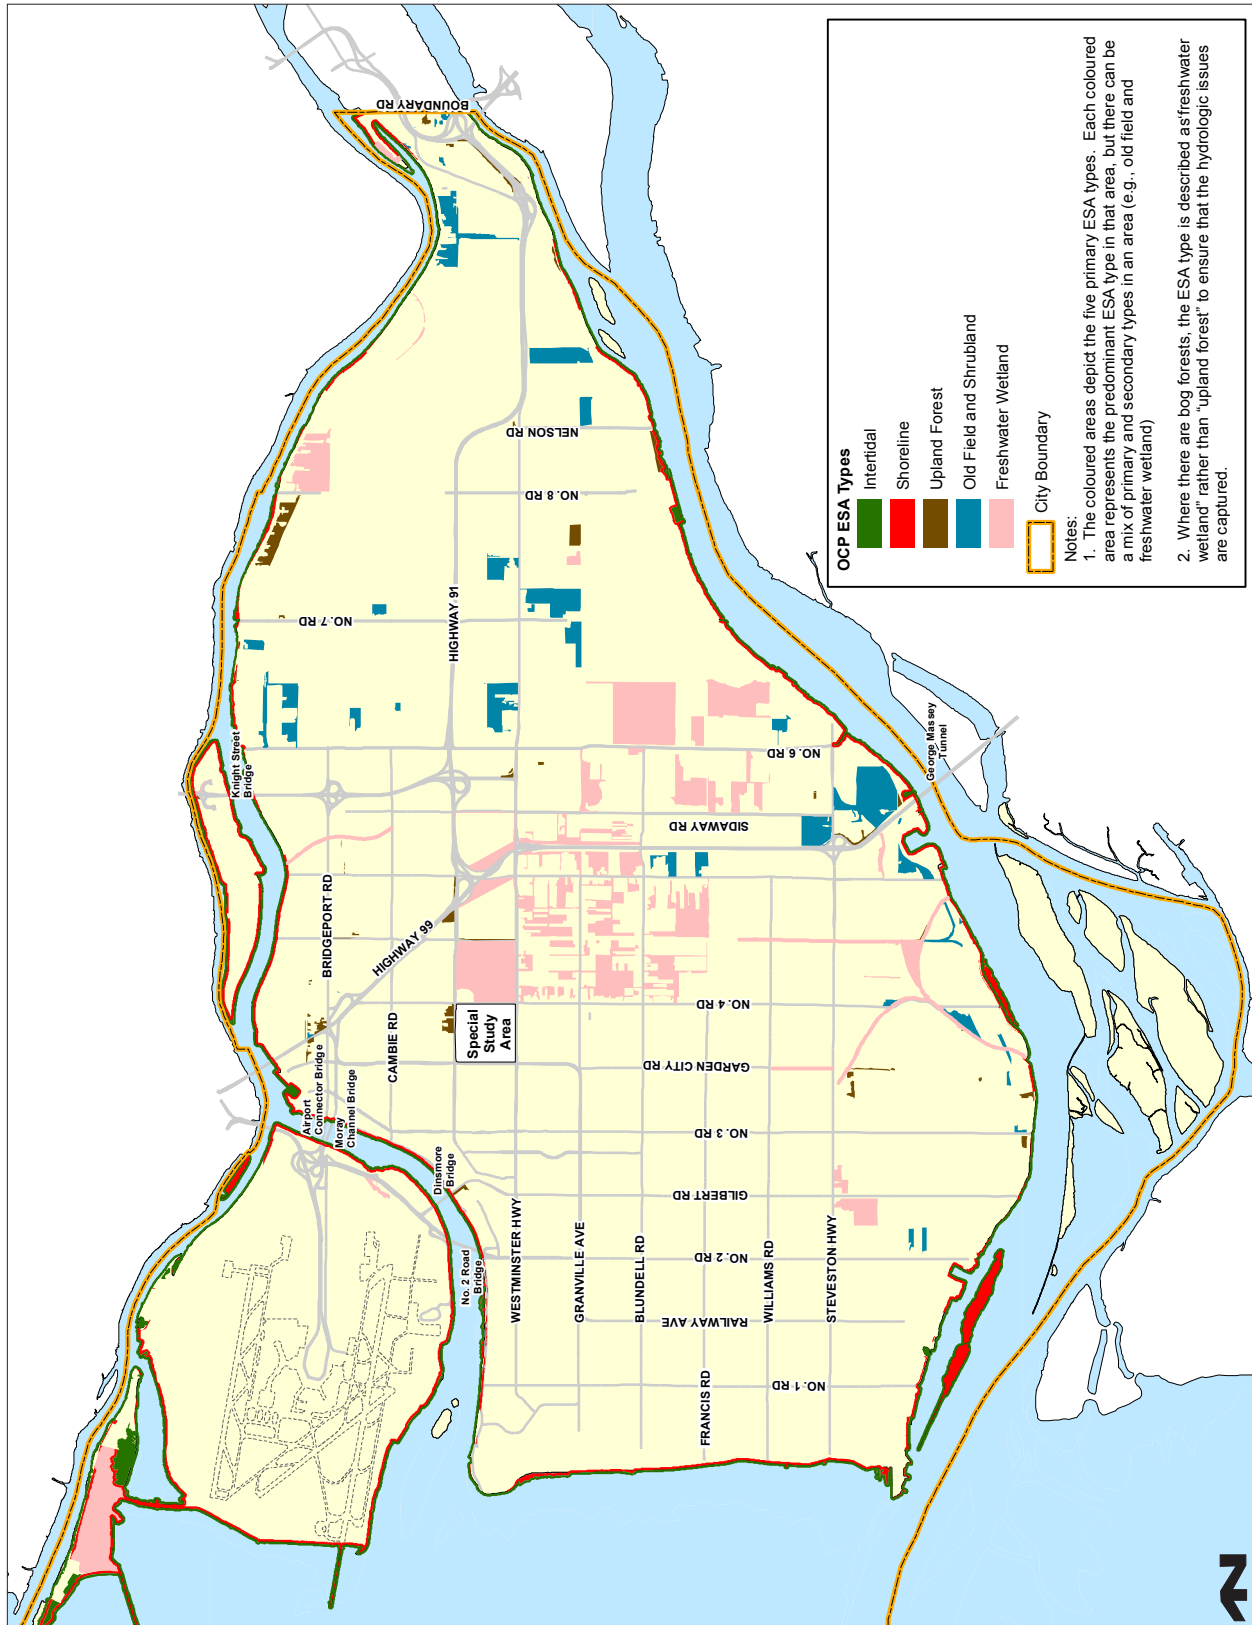 BOUNDARY RD
NELSON RD
NO. 8 RD
NO. 7 RD
HIGHWAY 91
Knight Street
Bridge
NO. 6 RD
SIDAWAY RD
George Massey
Tunnel
BRIDGEPORT RD
HIGHWAY 99
CAMBIE RD
Special
Study
Area
NO. 4 RD
GARDEN CITY RD
Airport
Connector Bridge
Moray
Channel Bridge
NO. 3 RD
Dinsmore
Bridge
GILBERT RD
No. 2 Road
Bridge
NO. 2 RD
WESTMINSTER HWY
GRANVILLE AVE
BLUNDELL RD
WILLIAMS RD
STEVESTON HWY
RAILWAY AVE
FRANCIS RD
NO. 1 RD
OCP ESA Types
Intertidal
Shoreline
Upland Forest
Old Field and Shrubland
Freshwater Wetland
City Boundary
Notes:
1. The coloured areas depict the five primary ESA types. Each coloured
area represents the predominant ESA type in that area, but there can be
a mix of primary and secondary types in an area (e.g., old field and
freshwater wetland)
2. Where there are bog forests, the ESA type is described as“freshwater
wetland” rather than “upland forest” to ensure that the hydrologic issues
are captured.
N